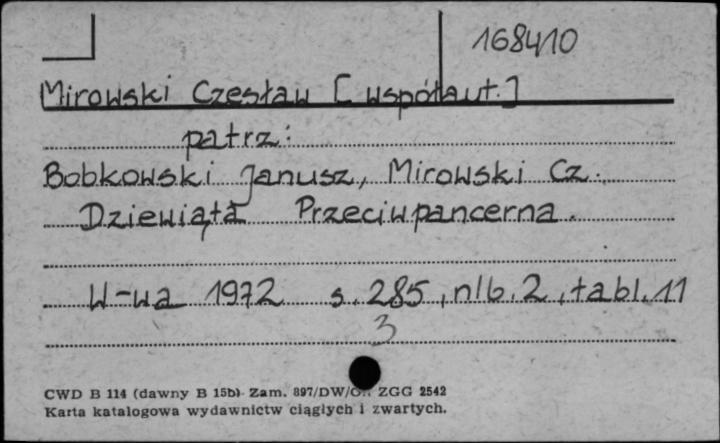 168410
Mirowski Czesław [współaut.]
patrz:
Bobkowski Janusz, Mirowski Cz.
Dziewiąta Przeciwpancerna.
W-wa 1972 s. 285, nlb. 2, tabl. 11
3
CWD B 114 (dawny B 15b) Zam. 897/DW/ ZGG 2542
Karta katalogowa wydawnictw ciągłych i zwartych.